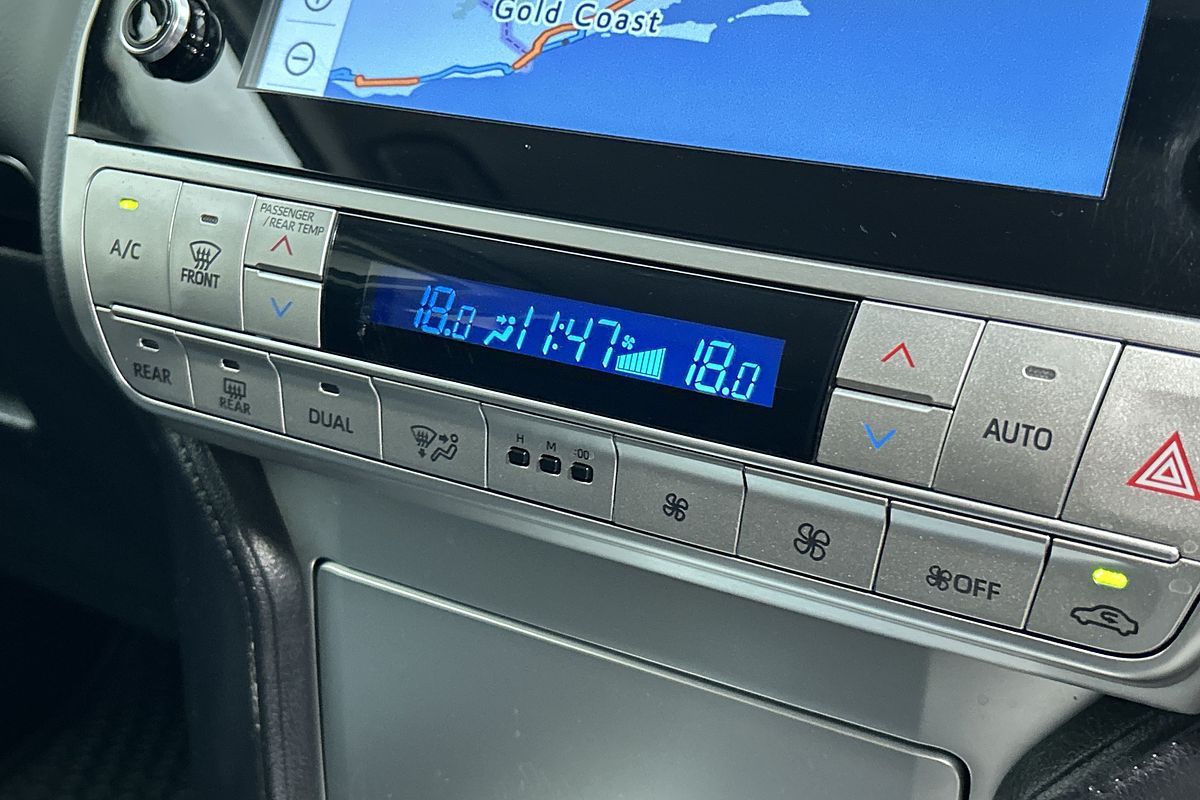 Gold Coast
A/C
FRONT
PASSENGER
/REAR TEMP
18.0 11:47 18.0
AUTO
REAR
REAR
DUAL
H M :00
OFF